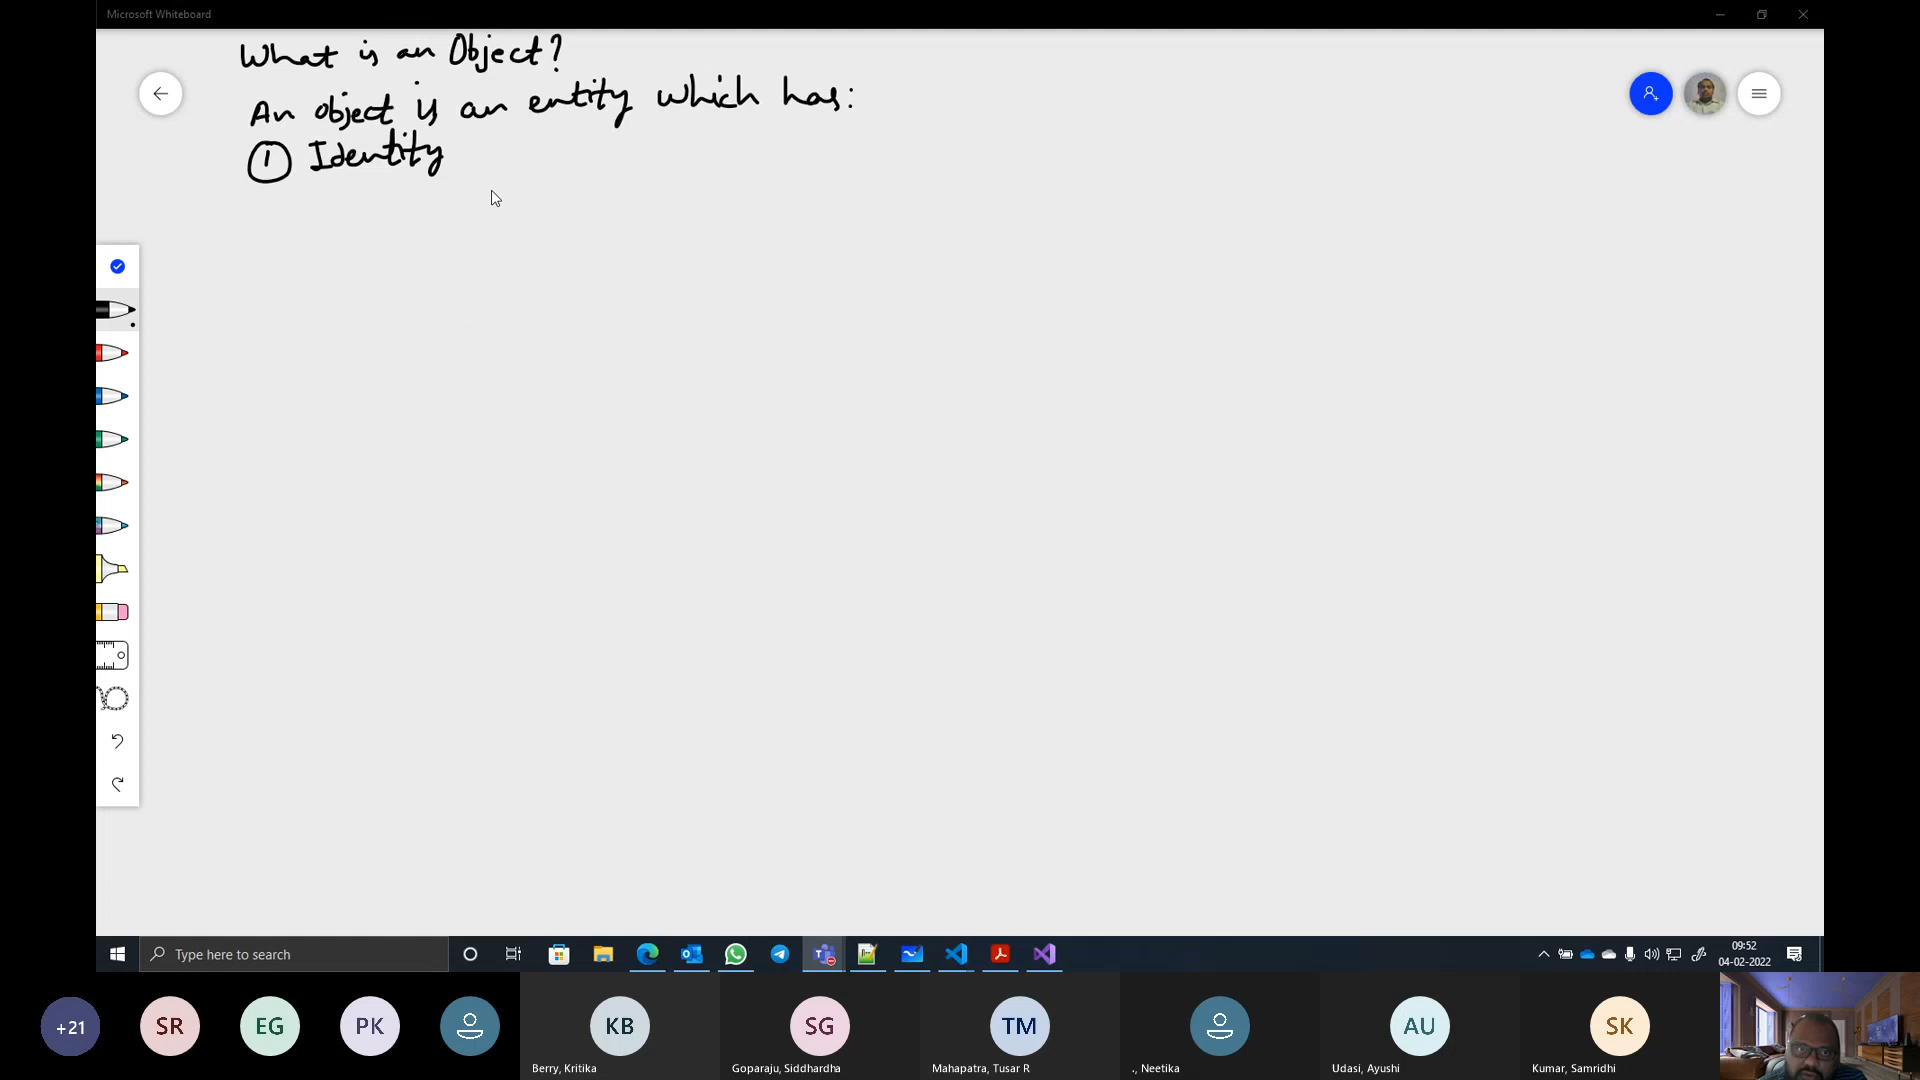 Microsoft Whiteboard
What is an Object?
An object is an entity which has:
① Identity
Type here to search
09:52
04-02-2022
+21
SR
EG
PK
KB
SG
TM
AU
SK
Berry, Kritika
Goparaju, Siddhardha
Mahapatra, Tusar R
., Neetika
Udasi, Ayushi
Kumar, Samridhi